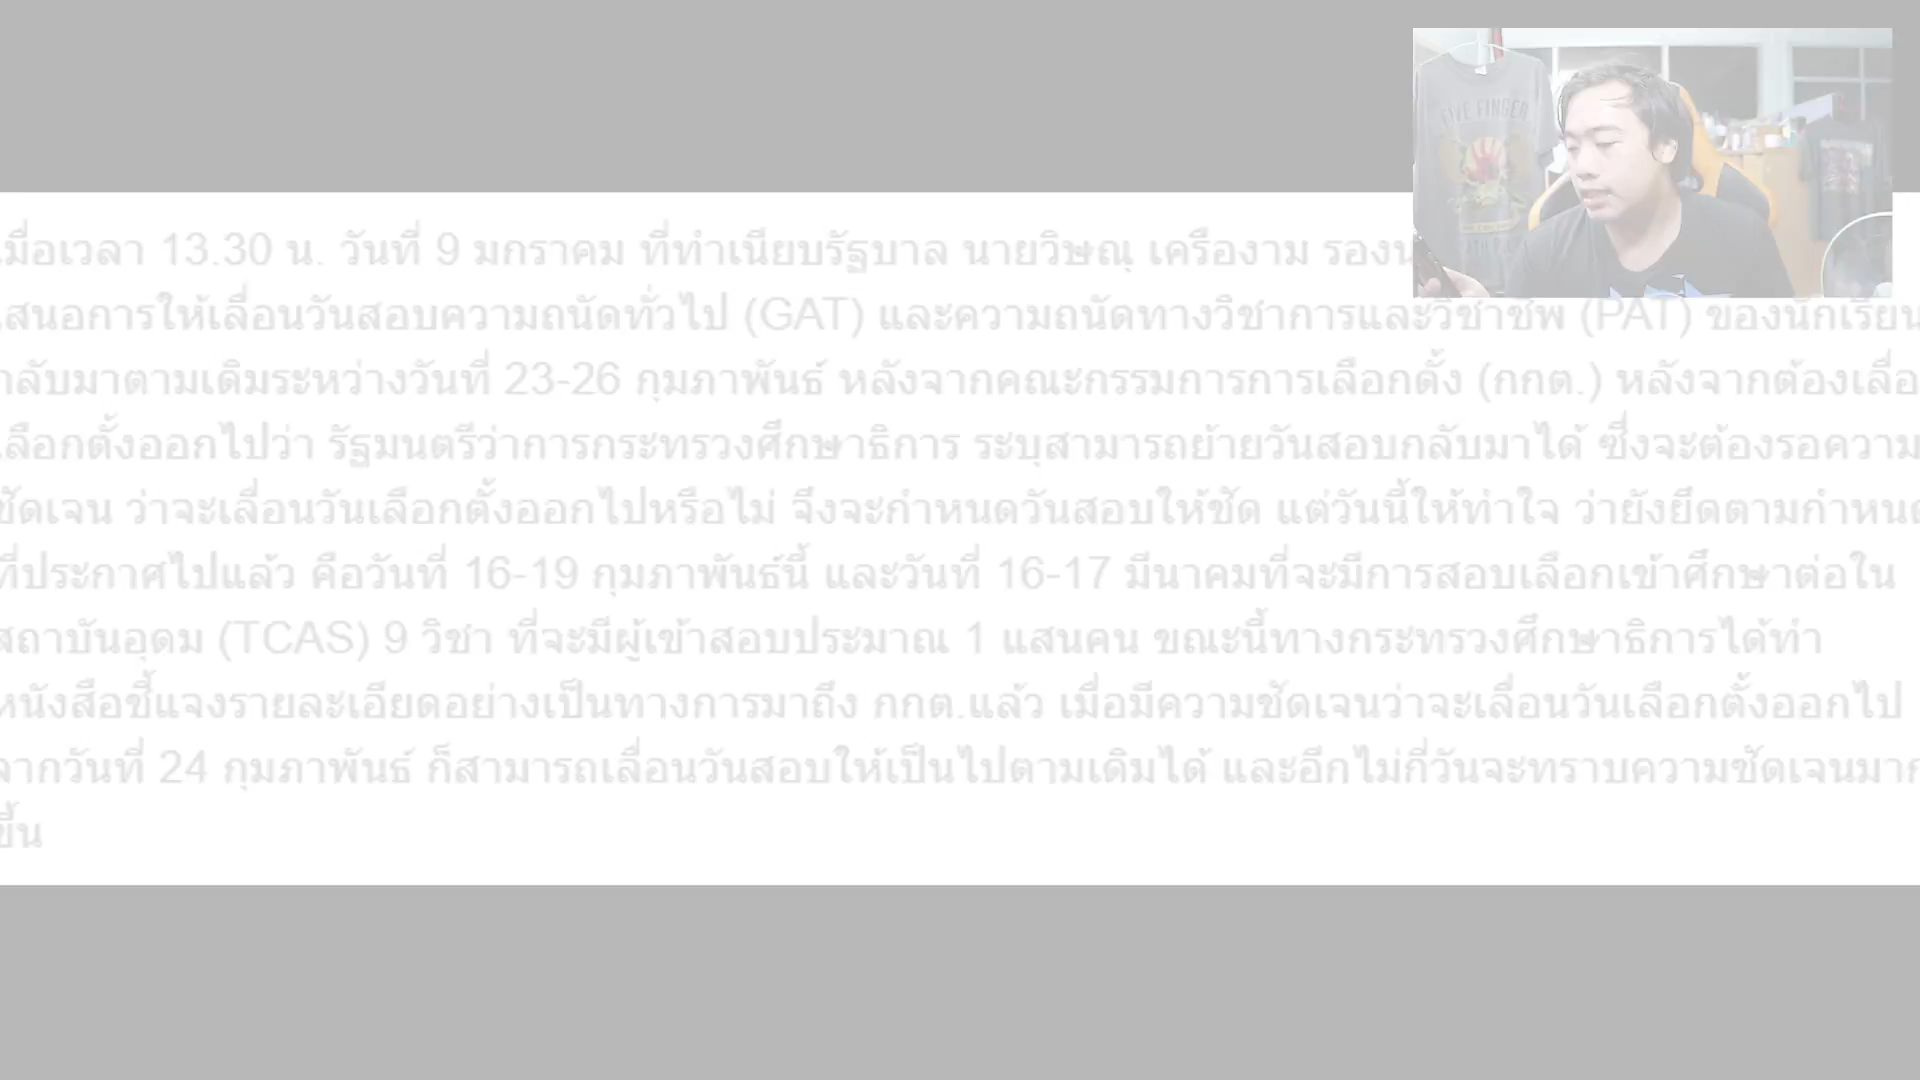 FIVE FINGER
เมื่อเวลา 13.30 น. วันที่ 9 มกราคม ที่ทำเนียบรัฐบาล นายวิษณุ เครืองาม
เสนอการให้เลื่อนวันสอบความถนัดทั่วไป (GAT) และความถนัดทางวิชาการและวิชาชีพ (PAT) ของนักเรียน
กลับมาตามเดิมระหว่างวันที่ 23-26 กุมภาพันธ์ หลังจากคณะกรรมการการเลือกตั้ง (กกต.) หลังจากต้อง
เลือกตั้งออกไปว่า รัฐมนตรีว่าการกระทรวงศึกษาธิการ ระบุสามารถย้ายวันสอบกลับมาได้ ซึ่งจะต้องรอความ
ชัดเจน ว่าจะเลื่อนวันเลือกตั้งออกไปหรือไม่ จึงจะกำหนดวันสอบให้ชัด แต่วันนี้ให้ทำใจ ว่ายังยึดตามกำหนด
ที่ประกาศไปแล้ว คือวันที่ 16-19 กุมภาพันธ์นี้ และวันที่ 16-17 มีนาคมที่จะมีการสอบเลือกเข้าศึกษาต่อใน
สถาบันอุดม (TCAS) 9 วิชา ที่จะมีผู้เข้าสอบประมาณ 1 แสนคน ขณะนี้ทางกระทรวงศึกษาธิการได้ทำ
หนังสือชี้แจงรายละเอียดอย่างเป็นทางการมาถึง กกต.แล้ว เมื่อมีความชัดเจนว่าจะเลื่อนวันเลือกตั้งออกไป
จากวันที่ 24 กุมภาพันธ์ ก็สามารถเลื่อนวันสอบให้เป็นไปตามเดิมได้ และอีกไม่กี่วันจะทราบความชัดเจนมาก
ขึ้น